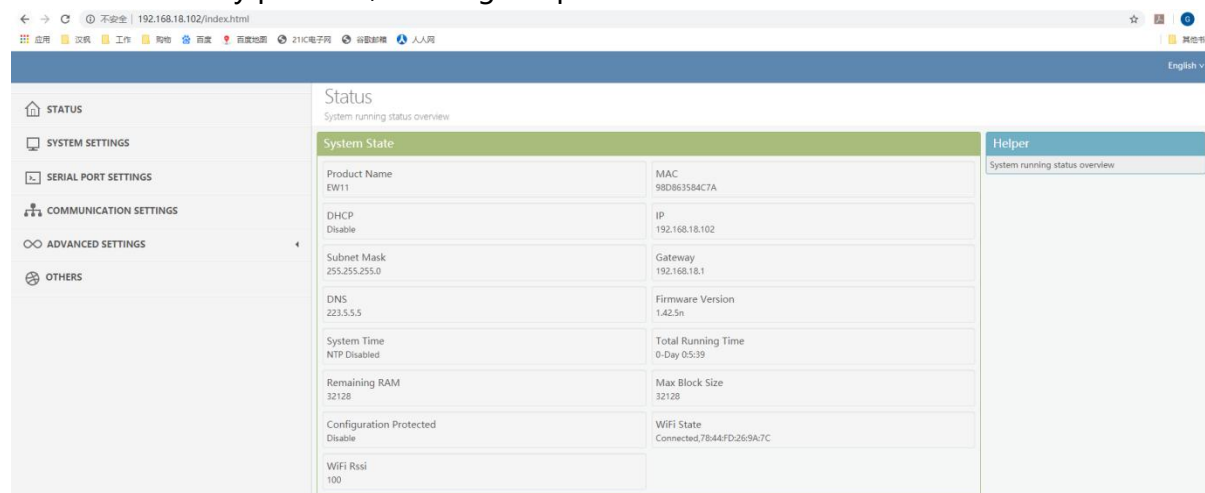 不安全 | 192.168.18.102/index.html
应用 汉枫 工作 购物 百度 百度地图 21IC电子网 谷歌邮箱 人人网 其他书
English
STATUS
SYSTEM SETTINGS
SERIAL PORT SETTINGS
COMMUNICATION SETTINGS
ADVANCED SETTINGS
OTHERS
Status
System running status overview
System State
Product Name
EW11
MAC
98D863584C7A
DHCP
Disable
IP
192.168.18.102
Subnet Mask
255.255.255.0
Gateway
192.168.18.1
DNS
223.5.5.5
Firmware Version
1.42.5n
System Time
NTP Disabled
Total Running Time
0-Day 0:5:39
Remaining RAM
32128
Max Block Size
32128
Configuration Protected
Disable
WiFi State
Connected,78:44:FD:26:9A:7C
WiFi Rssi
100
Helper
System running status overview